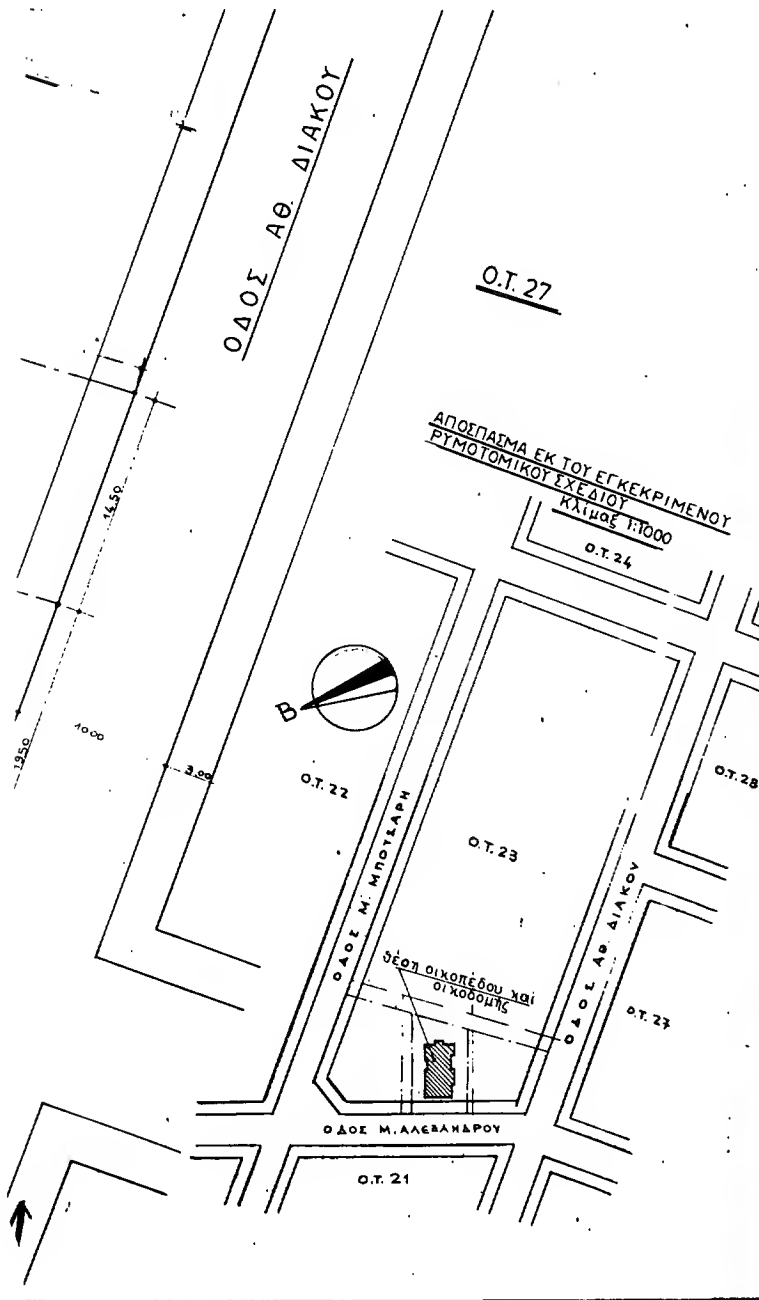 ΟΔΟΣ ΑΘ. ΔΙΑΚΟΥ
Ο.Τ. 27
ΑΠΟΣΠΑΣΜΑ ΕΚ ΤΟΥ ΕΓΚΕΚΡΙΜΕΝΟΥ
ΡΥΜΟΤΟΜΙΚΟΥ ΣΧΕΔΙΟΥ
Κλίμαξ 1:1000
Ο.Τ. 24
14.50
Β
19.50
10.00
3.00
Ο.Τ. 22
Ο.Τ. 28
Ο.Τ. 23
ΟΔΟΣ Μ. ΜΠΟΤΣΑΡΗ
ΟΔΟΣ ΑΘ. ΔΙΑΚΟΥ
θέση οικοπέδου και
οικοδομής
Ο.Τ. 27
ΟΔΟΣ Μ. ΑΛΕΞΑΝΔΡΟΥ
Ο.Τ. 21